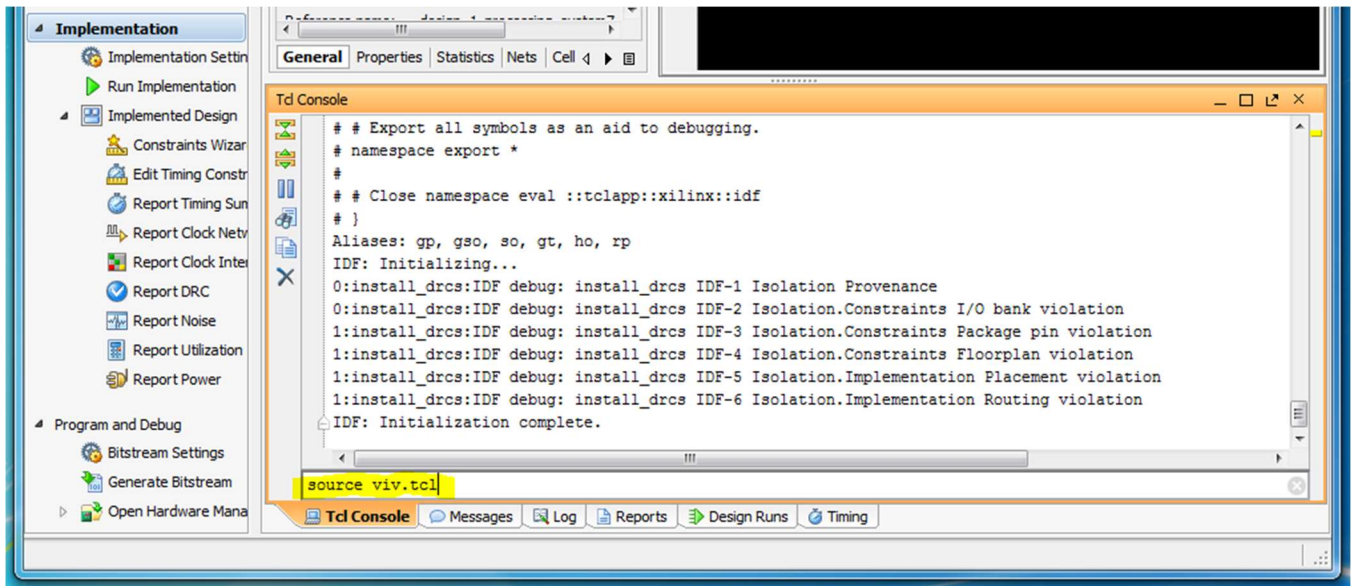 Implementation
Implementation Settin
Run Implementation
Implemented Design
Constraints Wizar
Edit Timing Constr
Report Timing Sun
Report Clock Netw
Report Clock Inter
Report DRC
Report Noise
Report Utilization
Report Power
Program and Debug
Bitstream Settings
Generate Bitstream
Open Hardware Mana
General Properties Statistics Nets Cell
Tcl Console
# # Export all symbols as an aid to debugging.
# namespace export *
#
# # Close namespace eval ::tclapp::xilinx::idf
# }
Aliases: gp, gso, so, gt, ho, rp
IDF: Initializing...
0:install_drcs:IDF debug: install_drcs IDF-1 Isolation Provenance
0:install_drcs:IDF debug: install_drcs IDF-2 Isolation.Constraints I/O bank violation
1:install_drcs:IDF debug: install_drcs IDF-3 Isolation.Constraints Package pin violation
1:install_drcs:IDF debug: install_drcs IDF-4 Isolation.Constraints Floorplan violation
1:install_drcs:IDF debug: install_drcs IDF-5 Isolation.Implementation Placement violation
1:install_drcs:IDF debug: install_drcs IDF-6 Isolation.Implementation Routing violation
IDF: Initialization complete.
source viv.tcl
Tcl Console Messages Log Reports Design Runs Timing